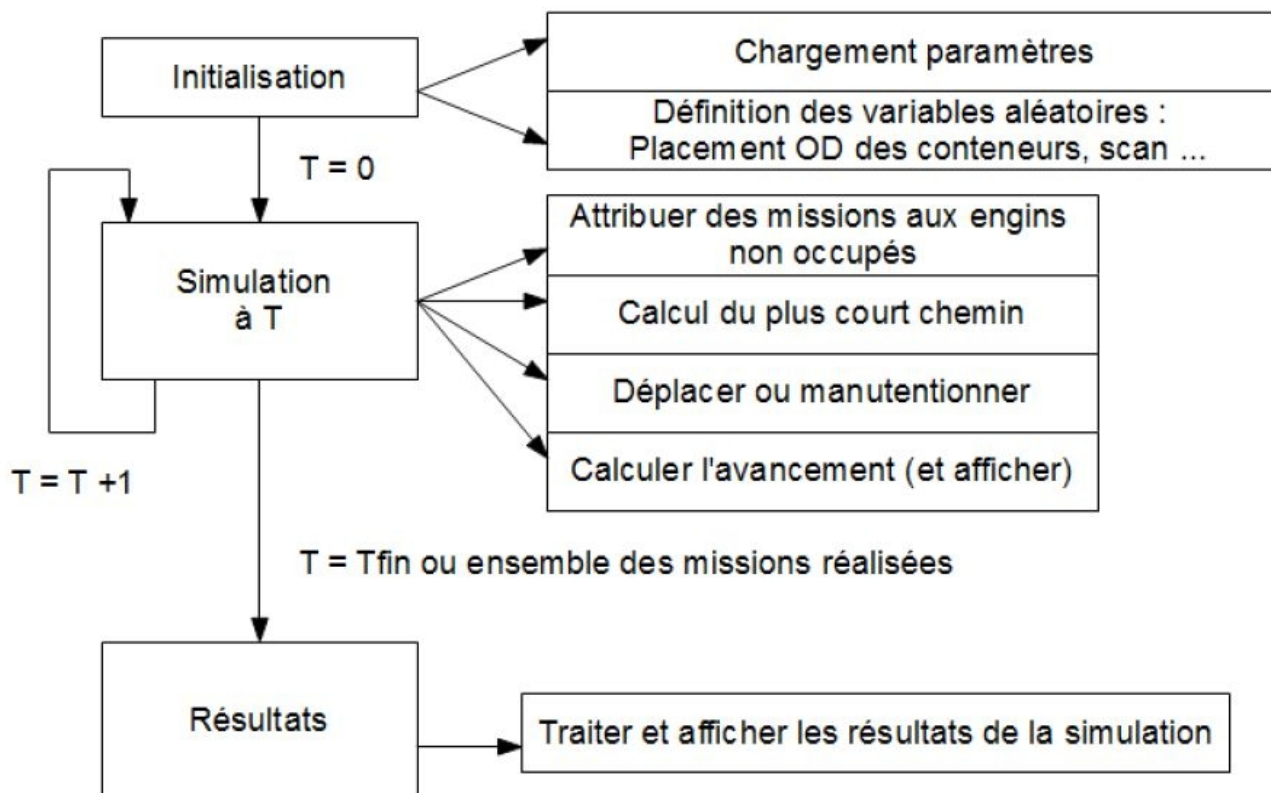 Initialisation
Chargement paramètres
Définition des variables aléatoires :
Placement OD des conteneurs, scan ...
T = 0
Simulation
à T
Attribuer des missions aux engins
non occupés
Calcul du plus court chemin
Déplacer ou manutentionner
Calculer l'avancement (et afficher)
T = T +1
T = Tfin ou ensemble des missions réalisées
Résultats
Traiter et afficher les résultats de la simulation